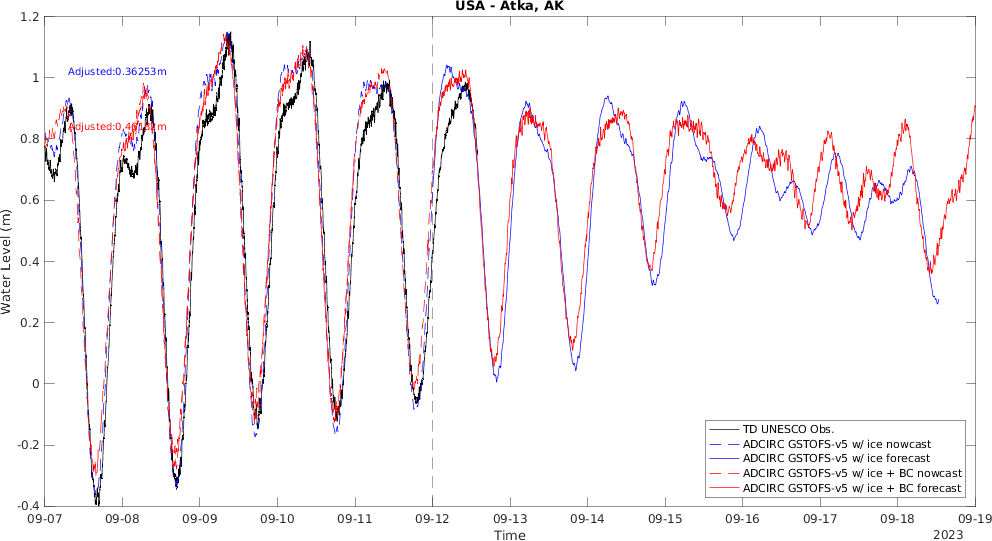 USA - Atka, AK
1.2
1
0.8
0.6
0.4
0.2
0
-0.2
-0.4
Water Level (m)
Adjusted:0.36253m
09-07
09-08
09-09
09-10
09-11
09-12
09-13
09-14
09-15
09-16
09-17
09-18
09-19
Time
2023
TD UNESCO Obs.
ADCIRC GSTOFS-v5 w/ ice nowcast
ADCIRC GSTOFS-v5 w/ ice forecast
ADCIRC GSTOFS-v5 w/ ice + BC nowcast
ADCIRC GSTOFS-v5 w/ ice + BC forecast